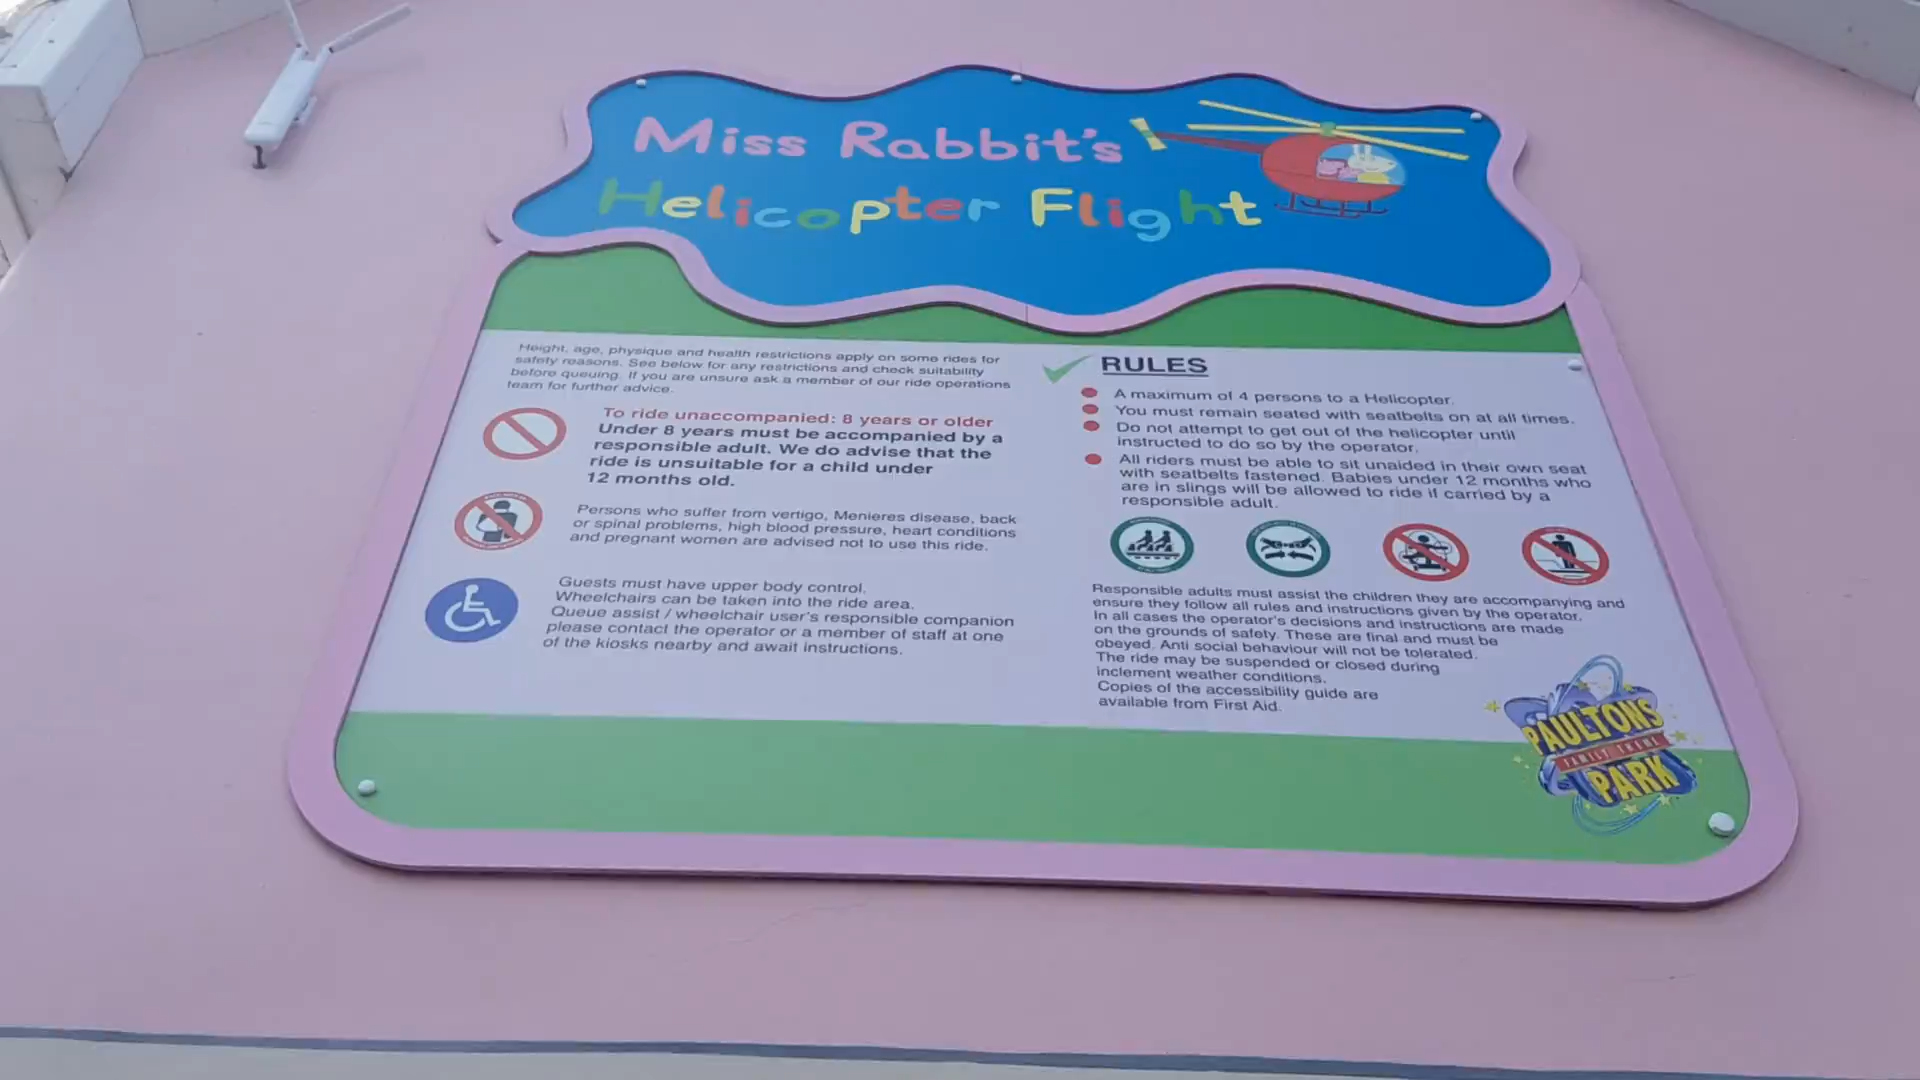 Miss Rabbit's
Helicopter Flight
Height, age, physique and health restrictions apply on some rides for
safety reasons. See below for any restrictions and check suitability
before queuing. If you are unsure ask a member of our ride operations
team for further advice.
To ride unaccompanied: 8 years or older
Under 8 years must be accompanied by a
responsible adult. We do advise that the
ride is unsuitable for a child under
12 months old.
Persons who suffer from vertigo, Menieres disease, back
or spinal problems, high blood pressure, heart conditions
and pregnant women are advised not to use this ride.
Guests must have upper body control.
Wheelchairs can be taken into the ride area.
Queue assist / wheelchair user's responsible companion
please contact the operator or a member of staff at one
of the kiosks nearby and await instructions.
RULES
A maximum of 4 persons to a Helicopter.
You must remain seated with seatbelts on at all times.
Do not attempt to get out of the helicopter until
instructed to do so by the operator.
All riders must be able to sit unaided in their own seat
with seatbelts fastened. Babies under 12 months who
are in slings will be allowed to ride if carried by a
responsible adult.
Responsible adults must assist the children they are accompanying and
ensure they follow all rules and instructions given by the operator.
In all cases the operator's decisions and instructions are made
on the grounds of safety. These are final and must be
obeyed. Anti social behaviour will not be tolerated.
The ride may be suspended or closed during
inclement weather conditions.
Copies of the accessibility guide are
available from First Aid.
PAULTONS
FAMILY THEME
PARK